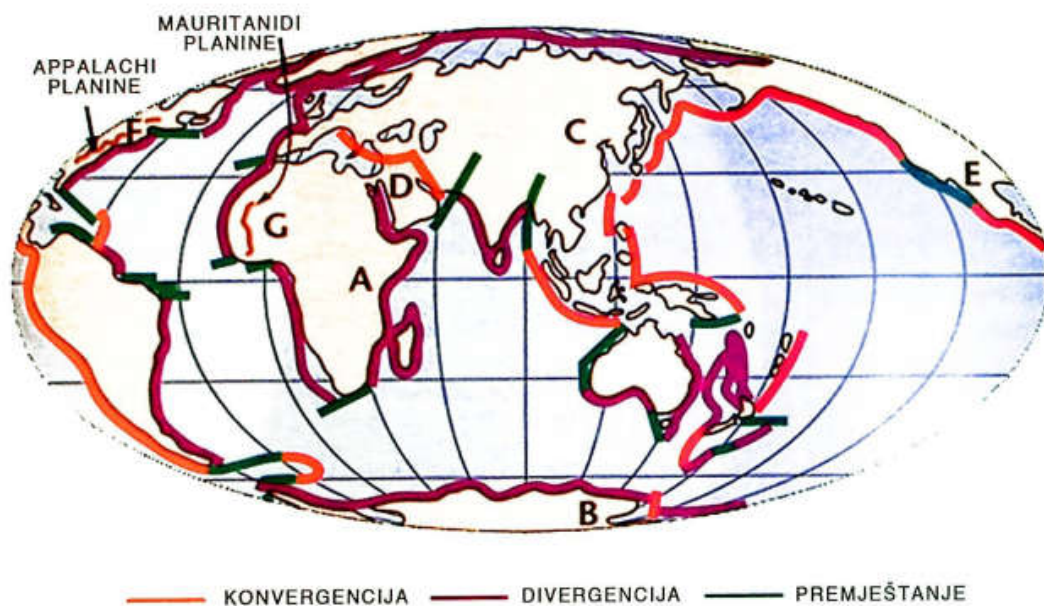 MAURITANIDI
PLANINE
APPALACHI
PLANINE
F
C
E
D
G
A
B
KONVERGENCIJA
DIVERGENCIJA
PREMJEŠTANJE